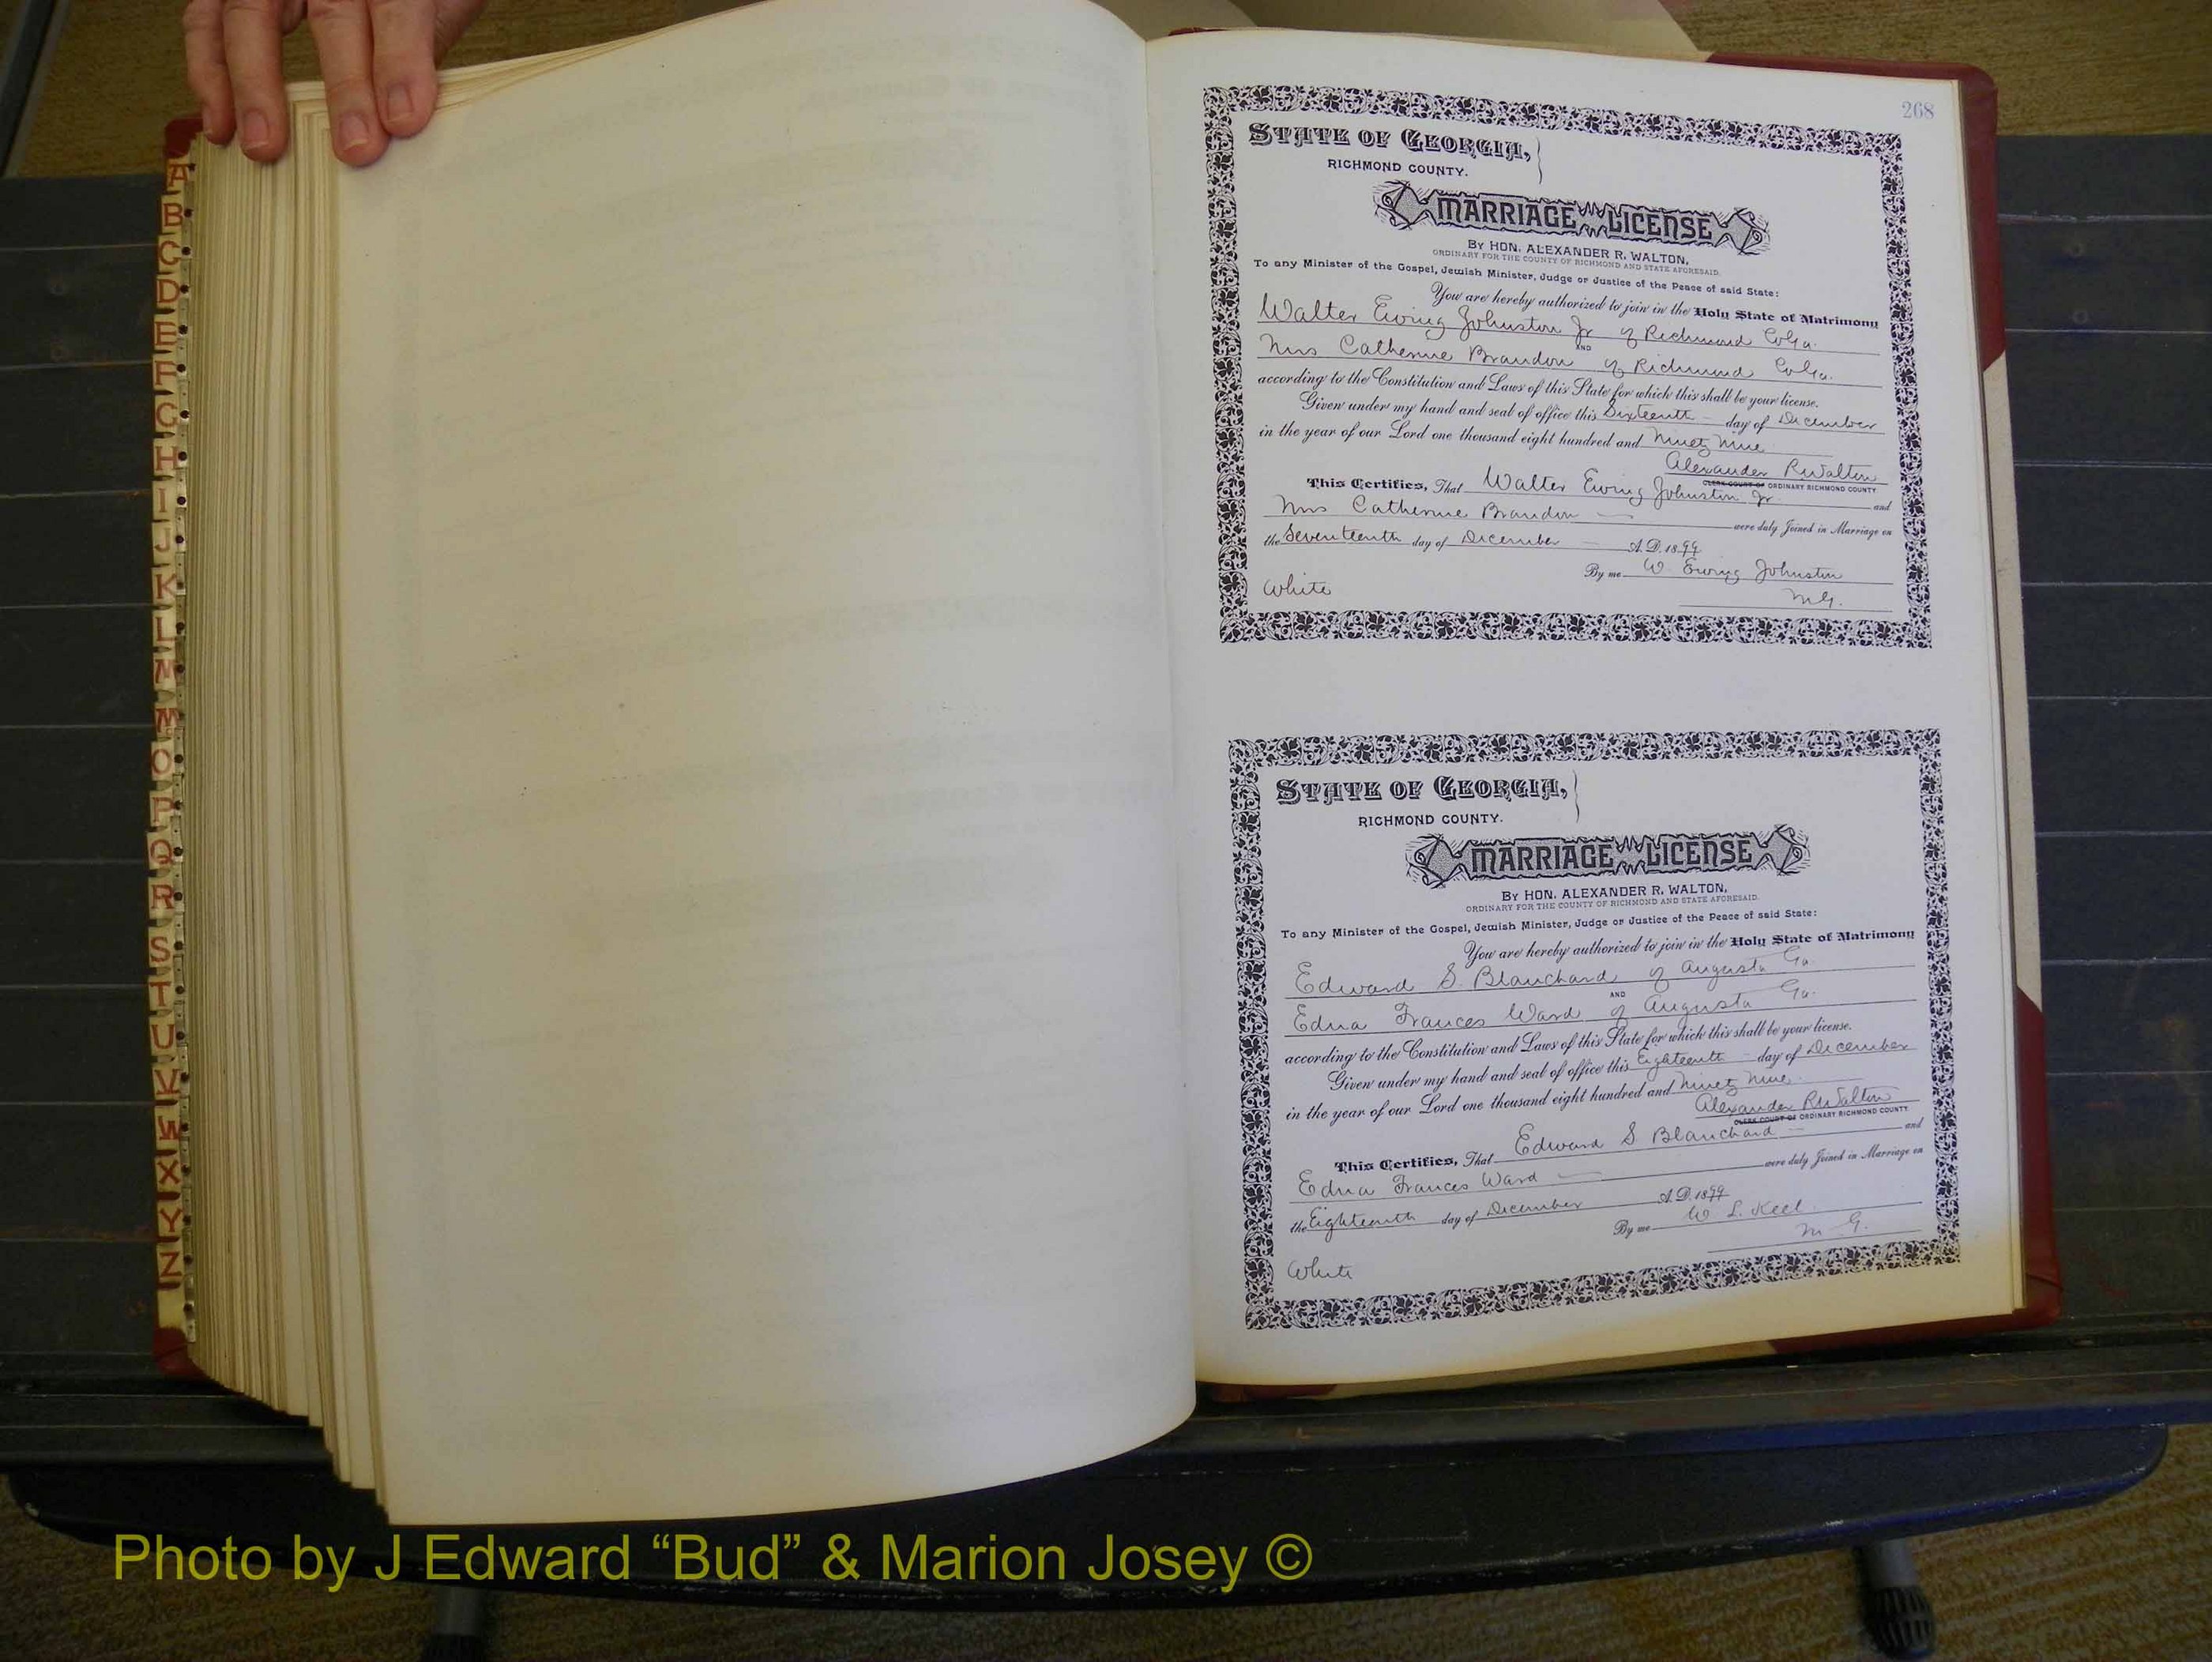 A
B
C
D
E
F
G
H
I
J
K
L
M
Mc
O
P
Q
R
S
T
U
V
W
X
Y
Z
268
STATE OF GEORGIA,
RICHMOND COUNTY.
MARRIAGE LICENSE
By HON. ALEXANDER R. WALTON,
ORDINARY FOR THE COUNTY OF RICHMOND AND STATE AFORESAID.
To any Minister of the Gospel, Jewish Minister, Judge or Justice of the Peace of said State:
You are hereby authorized to join in the Holy State of Matrimony
Walter Ewing Johnston Jr of Richmond Co Ga.
AND
Mrs Catherine Brandon of Richmond Co Ga.
according to the Constitution and Laws of this State for which this shall be your license.
Given under my hand and seal of office this Sixteenth day of December
in the year of our Lord one thousand eight hundred and Ninety Nine
Alexander R Walton
CLERK COURT OF ORDINARY RICHMOND COUNTY
This Certifies, That Walter Ewing Johnston Jr. and
Mrs Catherine Brandon were duly Joined in Marriage on
the Seventeenth day of December A.D. 1899
By me W. Ewing Johnston
White M.G.
STATE OF GEORGIA,
RICHMOND COUNTY.
MARRIAGE LICENSE
By HON. ALEXANDER R. WALTON,
ORDINARY FOR THE COUNTY OF RICHMOND AND STATE AFORESAID.
To any Minister of the Gospel, Jewish Minister, Judge or Justice of the Peace of said State:
You are hereby authorized to join in the Holy State of Matrimony
Edward S. Blanchard of Augusta Ga.
AND
Edna Frances Ward of Augusta Ga.
according to the Constitution and Laws of this State for which this shall be your license.
Given under my hand and seal of office this Eighteenth day of December
in the year of our Lord one thousand eight hundred and Ninety Nine
Alexander R Walton
CLERK COURT OF ORDINARY RICHMOND COUNTY
This Certifies, That Edward S Blanchard and
Edna Frances Ward were duly Joined in Marriage on
the Eighteenth day of December A.D. 1899
By me W. L. Keel
M G.
White
Photo by J Edward “Bud” & Marion Josey ©